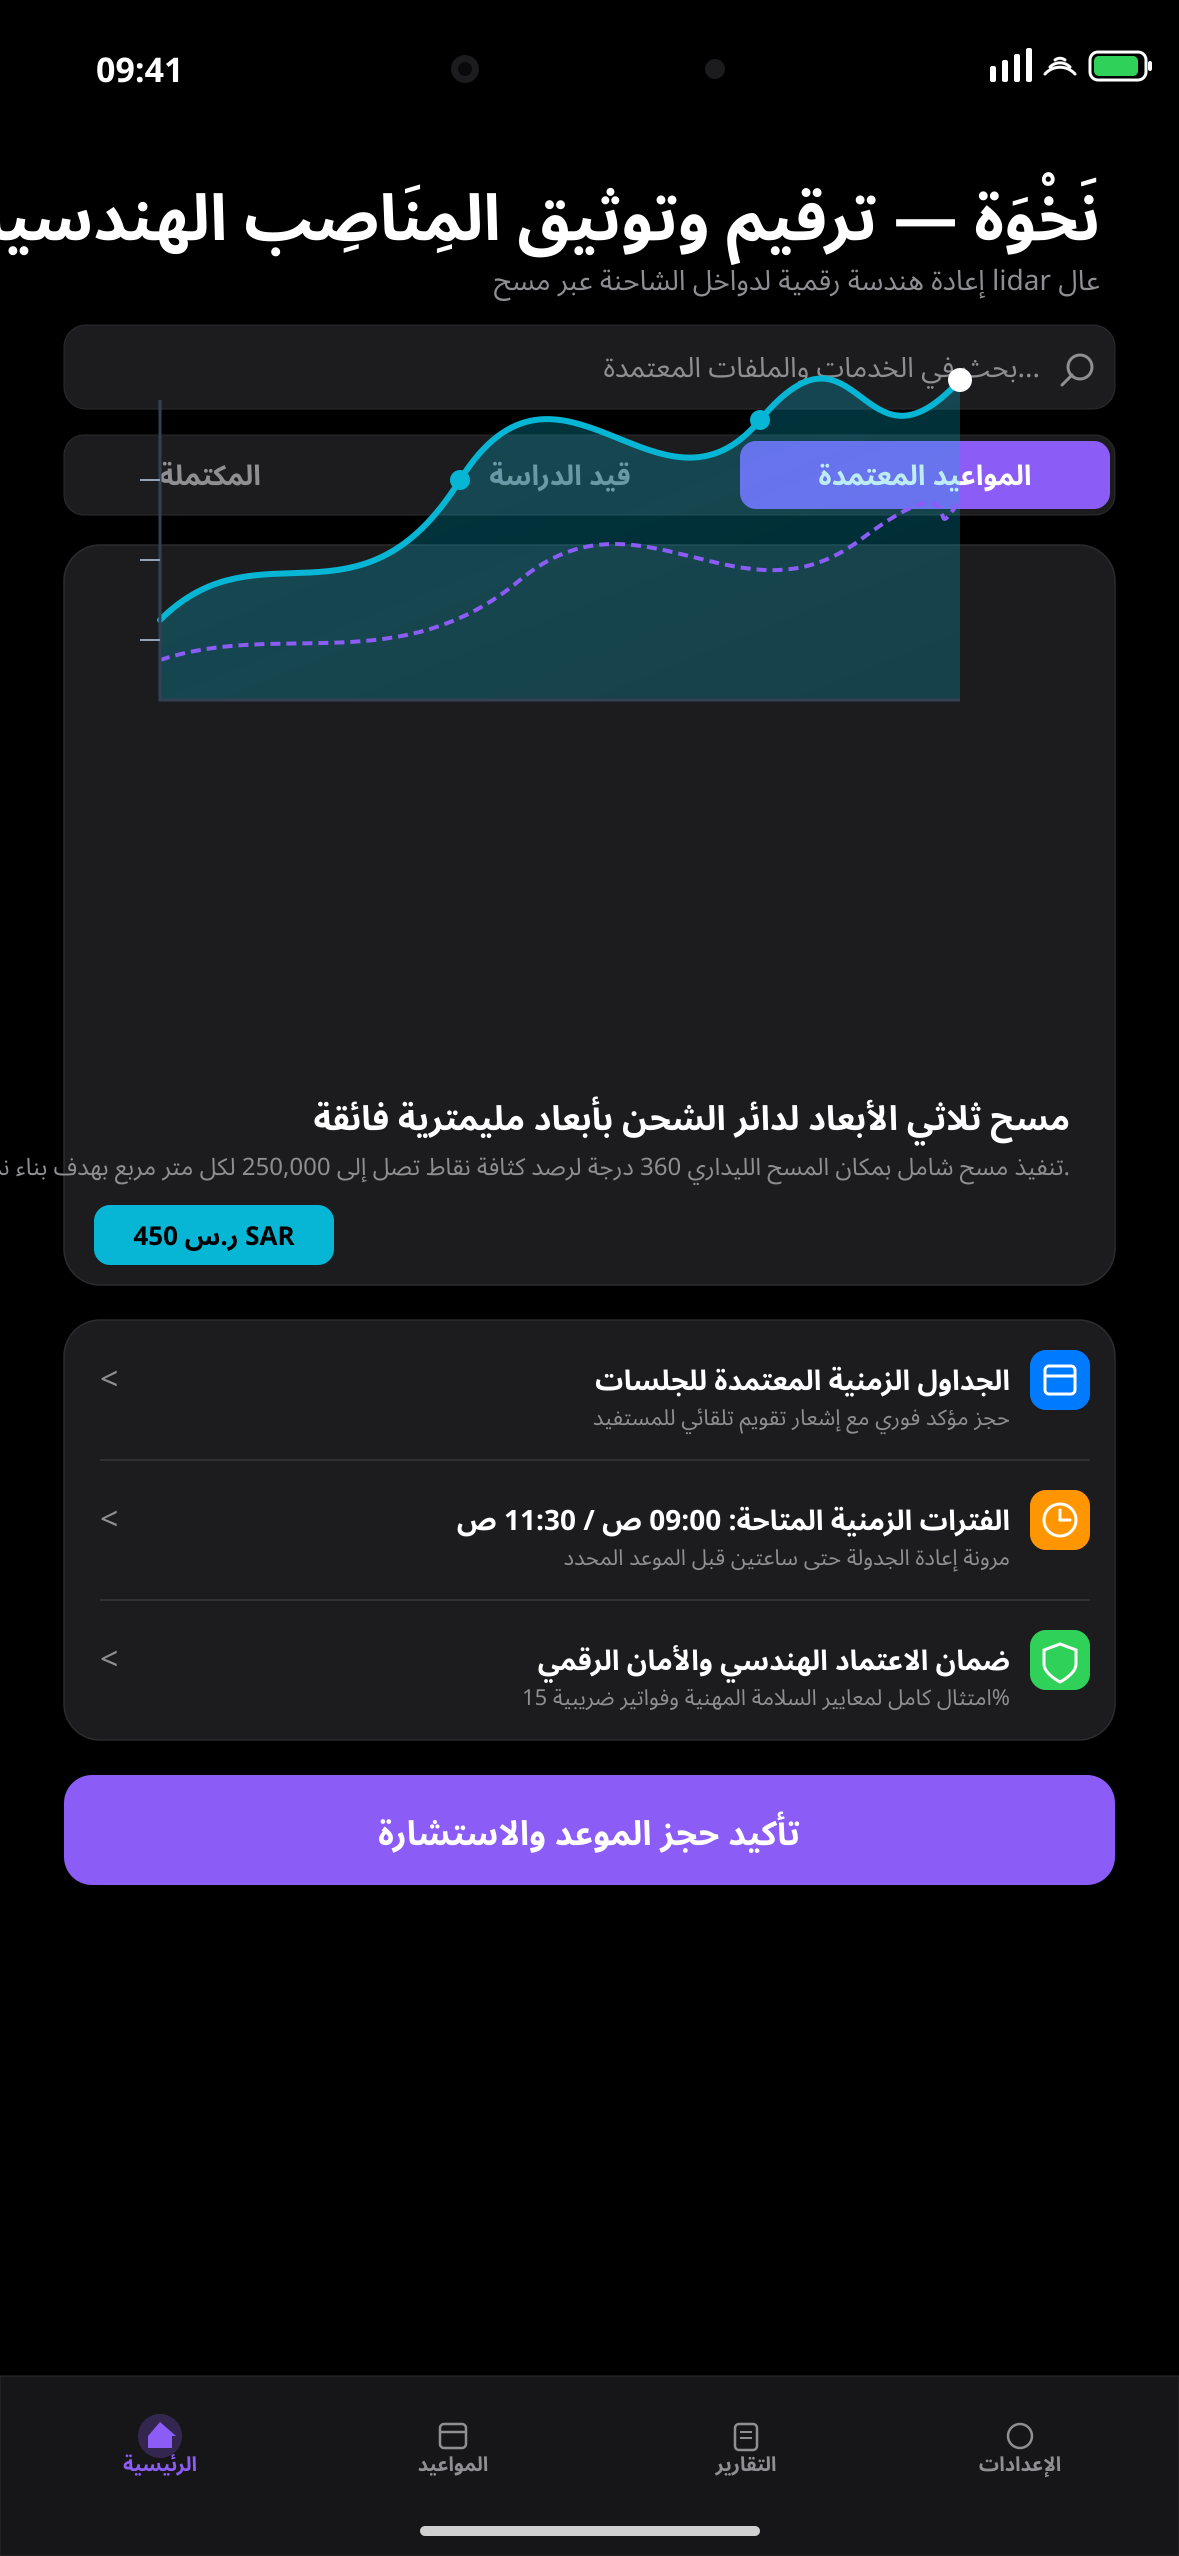 09:41
نَخْوَة — ترقيم وتوثيق المِنَاصِب الهندسية
عال lidar إعادة هندسة رقمية لدواخل الشاحنة عبر مسح
...بحث في الخدمات والملفات المعتمدة
المواعيد المعتمدة
قيد الدراسة
المكتملة
مسح ثلاثي الأبعاد لدائر الشحن بأبعاد مليمترية فائقة
.تنفيذ مسح شامل بمكان المسح الليداري 360 درجة لرصد كثافة نقاط تصل إلى 250,000 لكل متر مربع بهدف بناء
450 ر.س SAR
الجداول الزمنية المعتمدة للجلسات
حجز مؤكد فوري مع إشعار تقويم تلقائي للمستفيد
الفترات الزمنية المتاحة: 09:00 ص / 11:30 ص
مرونة إعادة الجدولة حتى ساعتين قبل الموعد المحدد
ضمان الاعتماد الهندسي والأمان الرقمي
%امتثال كامل لمعايير السلامة المهنية وفواتير ضريبية 15
تأكيد حجز الموعد والاستشارة
الإعدادات
التقارير
المواعيد
الرئيسية